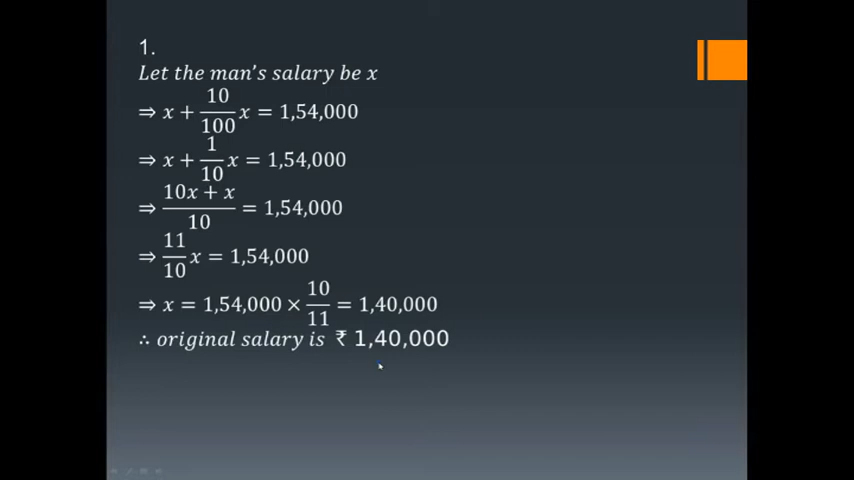 1.
Let the man's salary be x
⇒ x + 10/100 x = 1,54,000
⇒ x + 1/10 x = 1,54,000
⇒ (10x + x)/10 = 1,54,000
⇒ 11/10 x = 1,54,000
⇒ x = 1,54,000 × 10/11 = 1,40,000
∴ original salary is ₹ 1,40,000